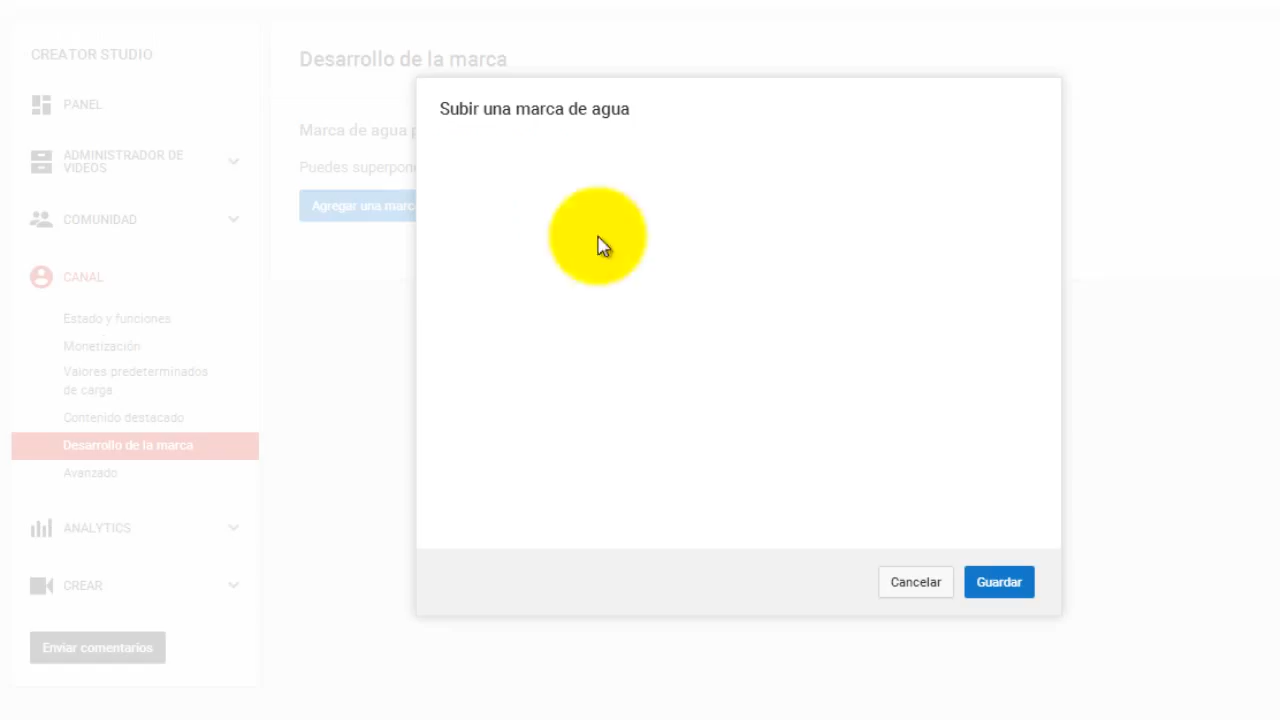 CREATOR STUDIO
PANEL
ADMINISTRADOR DE
VIDEOS
COMUNIDAD
CANAL
Estado y funciones
Monetización
Valores predeterminados
de carga
Contenido destacado
Desarrollo de la marca
Avanzado
ANALYTICS
CREAR
Enviar comentarios
Desarrollo de la marca
Marca de agua p
Puedes superpon
Agregar una marc
Subir una marca de agua
Cancelar
Guardar